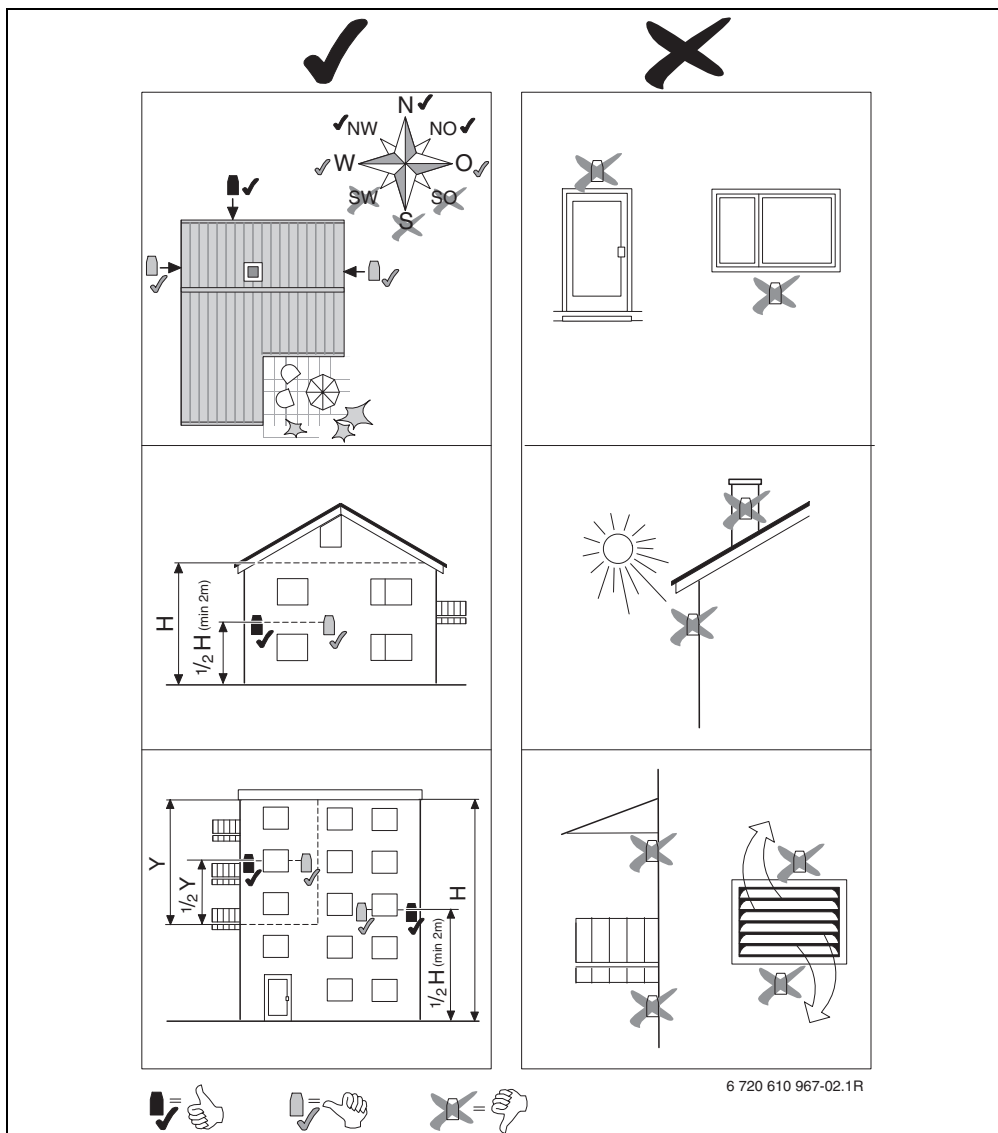 N
NW NO
W O
SW SO
S
H
1/2 H (min 2m)
Y
1/2 Y
1/2 H (min 2m)
H
6 720 610 967-02.1R
= 
=
=